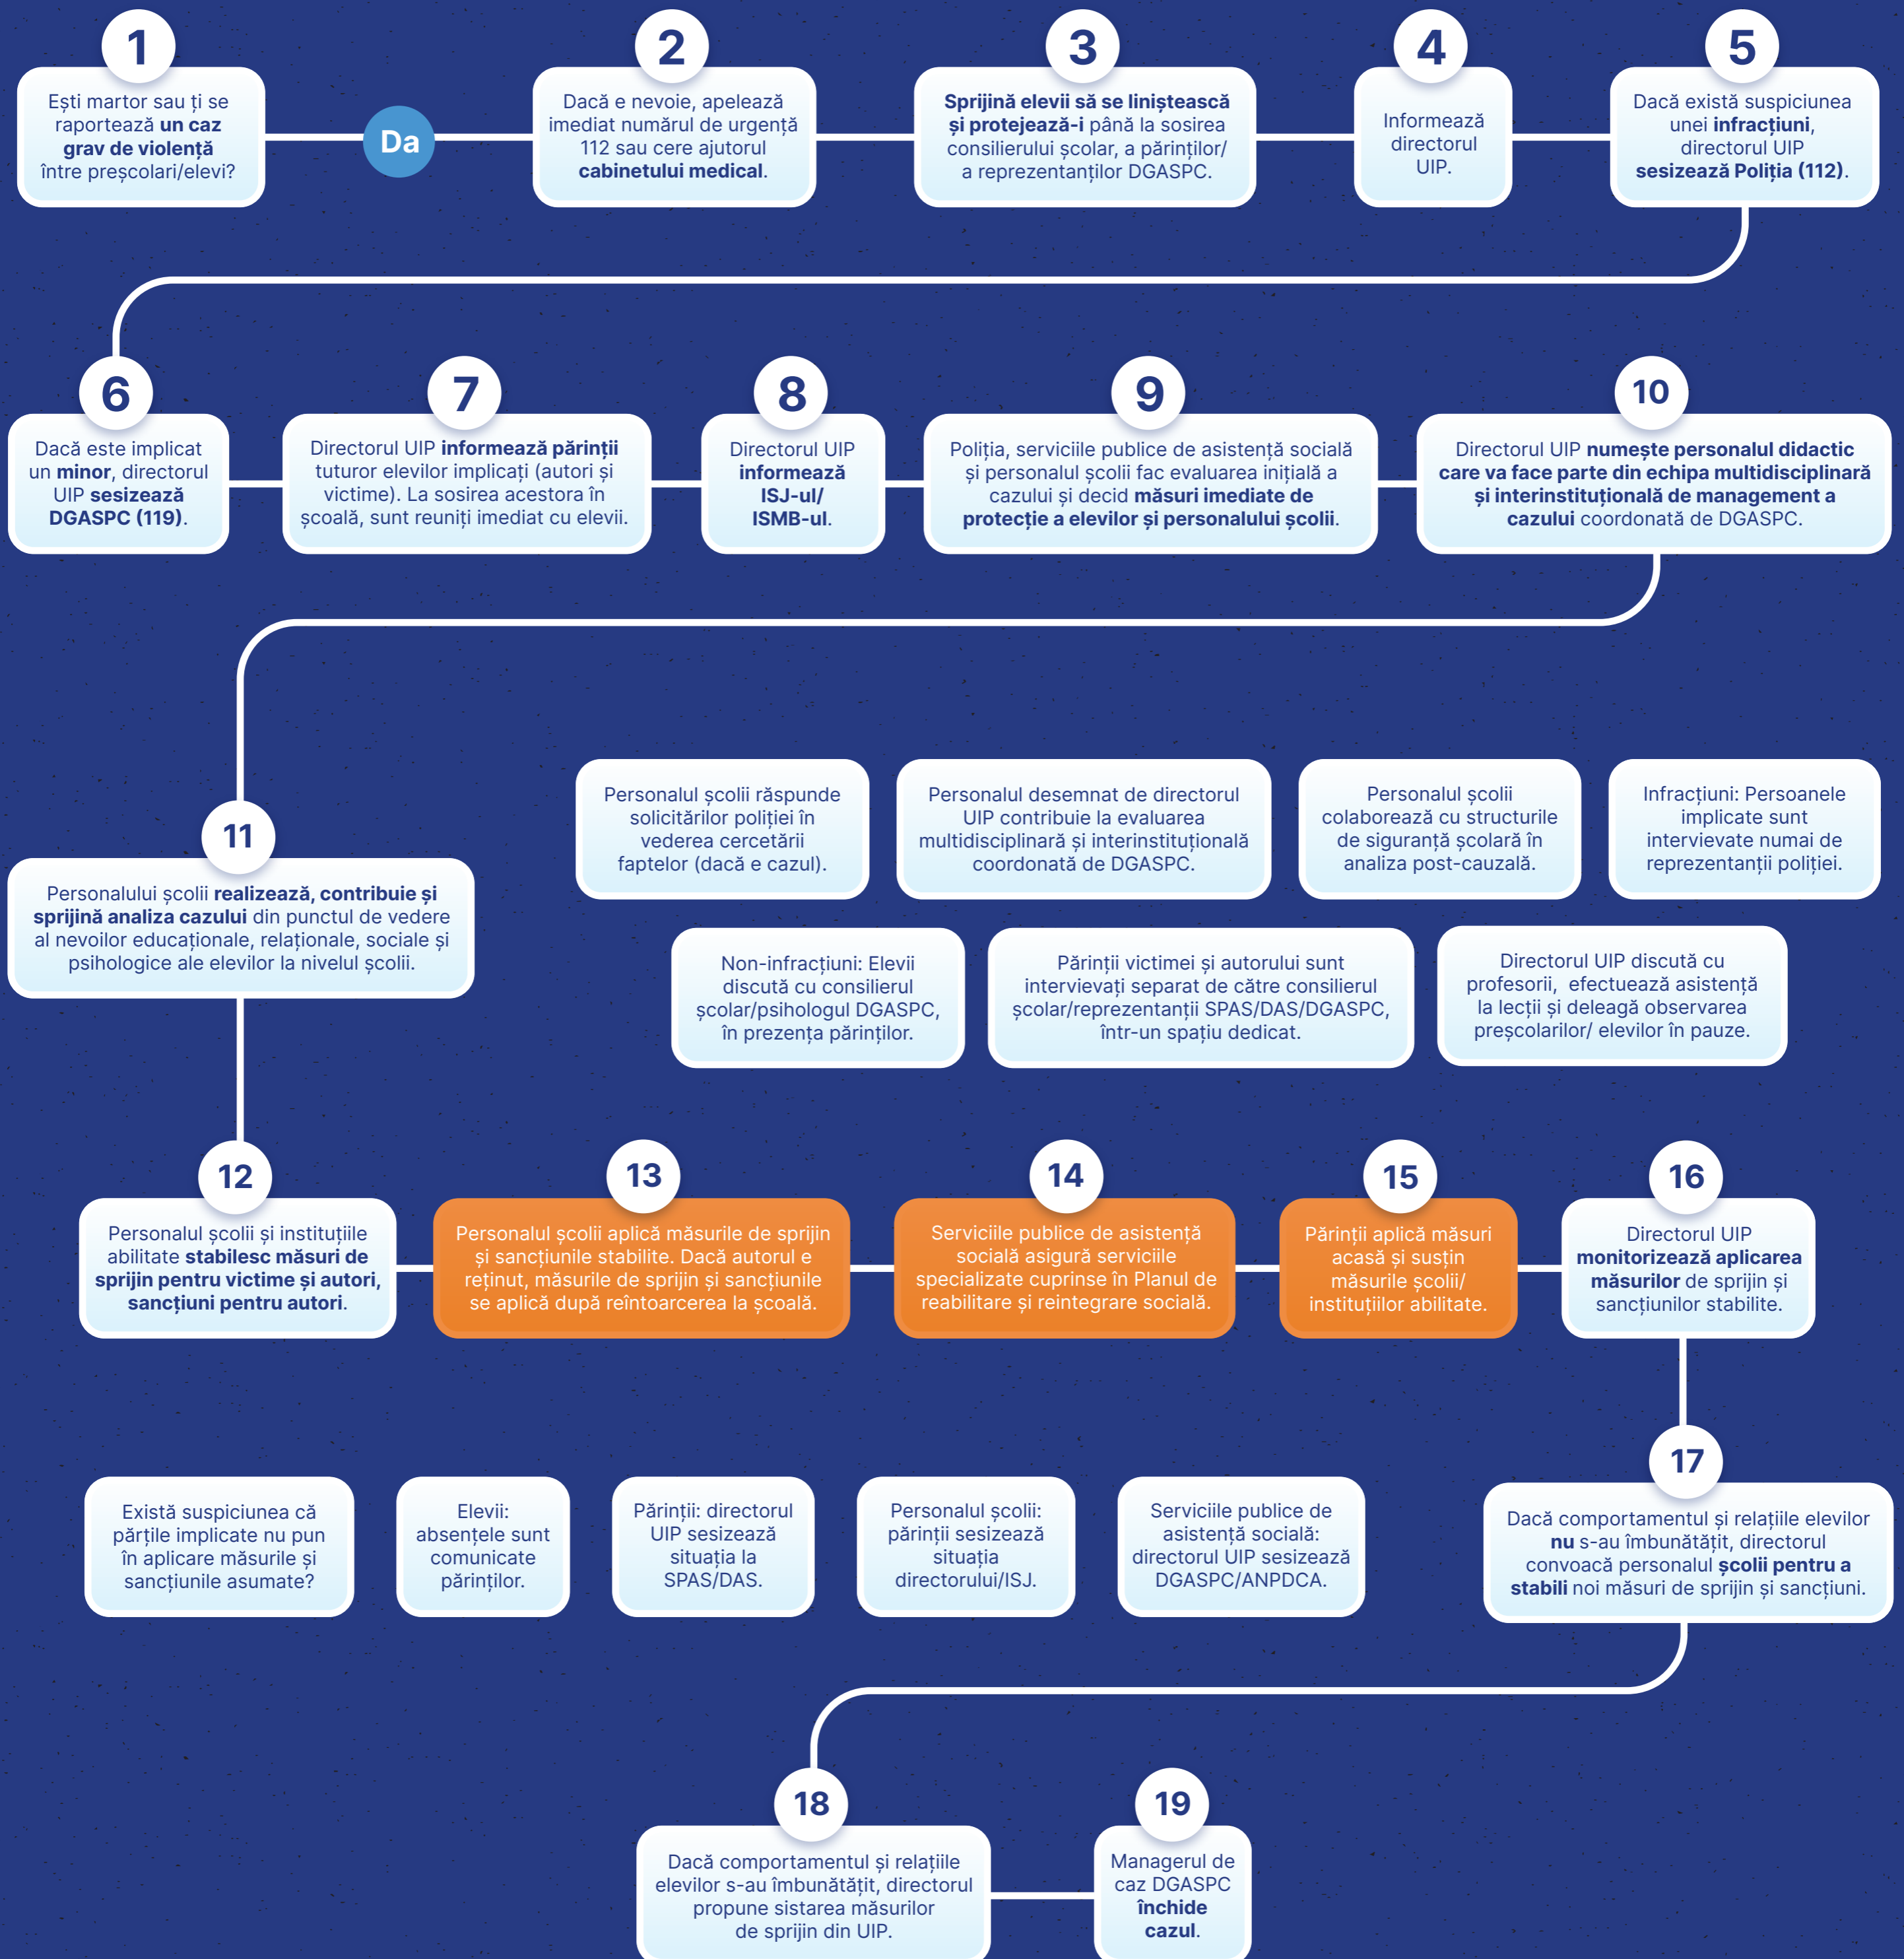 1
Ești martor sau ți se
raportează un caz
grav de violență
între preșcolari/elevi?
Da
2
Dacă e nevoie, apelează
imediat numărul de urgență
112 sau cere ajutorul
cabinetului medical.
3
Sprijină elevii să se liniștească
și protejează-i până la sosirea
consilierului școlar, a părinților/
a reprezentanților DGASPC.
4
Informează
directorul
UIP.
5
Dacă există suspiciunea
unei infracțiuni,
directorul UIP
sesizează Poliția (112).
6
Dacă este implicat
un minor, directorul
UIP sesizează
DGASPC (119).
7
Directorul UIP informează părinții
tuturor elevilor implicați (autori și
victime). La sosirea acestora în
școală, sunt reuniți imediat cu elevii.
8
Directorul UIP
informează
ISJ-ul/
ISMB-ul.
9
Poliția, serviciile publice de asistență socială
și personalul școlii fac evaluarea inițială a
cazului și decid măsuri imediate de
protecție a elevilor și personalului școlii.
10
Directorul UIP numește personalul didactic
care va face parte din echipa multidisciplinară
și interinstituțională de management a
cazului coordonată de DGASPC.
11
Personalului școlii realizează, contribuie și
sprijină analiza cazului din punctul de vedere
al nevoilor educaționale, relaționale, sociale și
psihologice ale elevilor la nivelul școlii.
Personalul școlii răspunde
solicitărilor poliției în
vederea cercetării
faptelor (dacă e cazul).
Personalul desemnat de directorul
UIP contribuie la evaluarea
multidisciplinară și interinstituțională
coordonată de DGASPC.
Personalul școlii
colaborează cu structurile
de siguranță școlară în
analiza post-cauzală.
Infracțiuni: Persoanele
implicate sunt
intervievate numai de
reprezentanții poliției.
Non-infracțiuni: Elevii
discută cu consilierul
școlar/psihologul DGASPC,
în prezența părinților.
Părinții victimei și autorului sunt
intervievați separat de către consilierul
școlar/reprezentanții SPAS/DAS/DGASPC,
într-un spațiu dedicat.
Directorul UIP discută cu
profesorii, efectuează asistență
la lecții și deleagă observarea
preșcolarilor/ elevilor în pauze.
12
Personalul școlii și instituțiile
abilitate stabilesc măsuri de
sprijin pentru victime și autori,
sancțiuni pentru autori.
13
Personalul școlii aplică măsurile de sprijin
și sancțiunile stabilite. Dacă autorul e
reținut, măsurile de sprijin și sancțiunile
se aplică după reîntoarcerea la școală.
14
Serviciile publice de asistență
socială asigură serviciile
specializate cuprinse în Planul de
reabilitare și reintegrare socială.
15
Părinții aplică măsuri
acasă și susțin
măsurile școlii/
instituțiilor abilitate.
16
Directorul UIP
monitorizează aplicarea
măsurilor de sprijin și
sancțiunilor stabilite.
17
Dacă comportamentul și relațiile elevilor
nu s-au îmbunătățit, directorul
convoacă personalul școlii pentru a
stabili noi măsuri de sprijin și sancțiuni.
Există suspiciunea că
părțile implicate nu pun
în aplicare măsurile și
sancțiunile asumate?
Elevii:
absențele sunt
comunicate
părinților.
Părinții: directorul
UIP sesizează
situația la
SPAS/DAS.
Personalul școlii:
părinții sesizează
situația
directorului/ISJ.
Serviciile publice de
asistență socială:
directorul UIP sesizează
DGASPC/ANPDCA.
18
Dacă comportamentul și relațiile
elevilor s-au îmbunătățit, directorul
propune sistarea măsurilor
de sprijin din UIP.
19
Managerul de
caz DGASPC
închide
cazul.